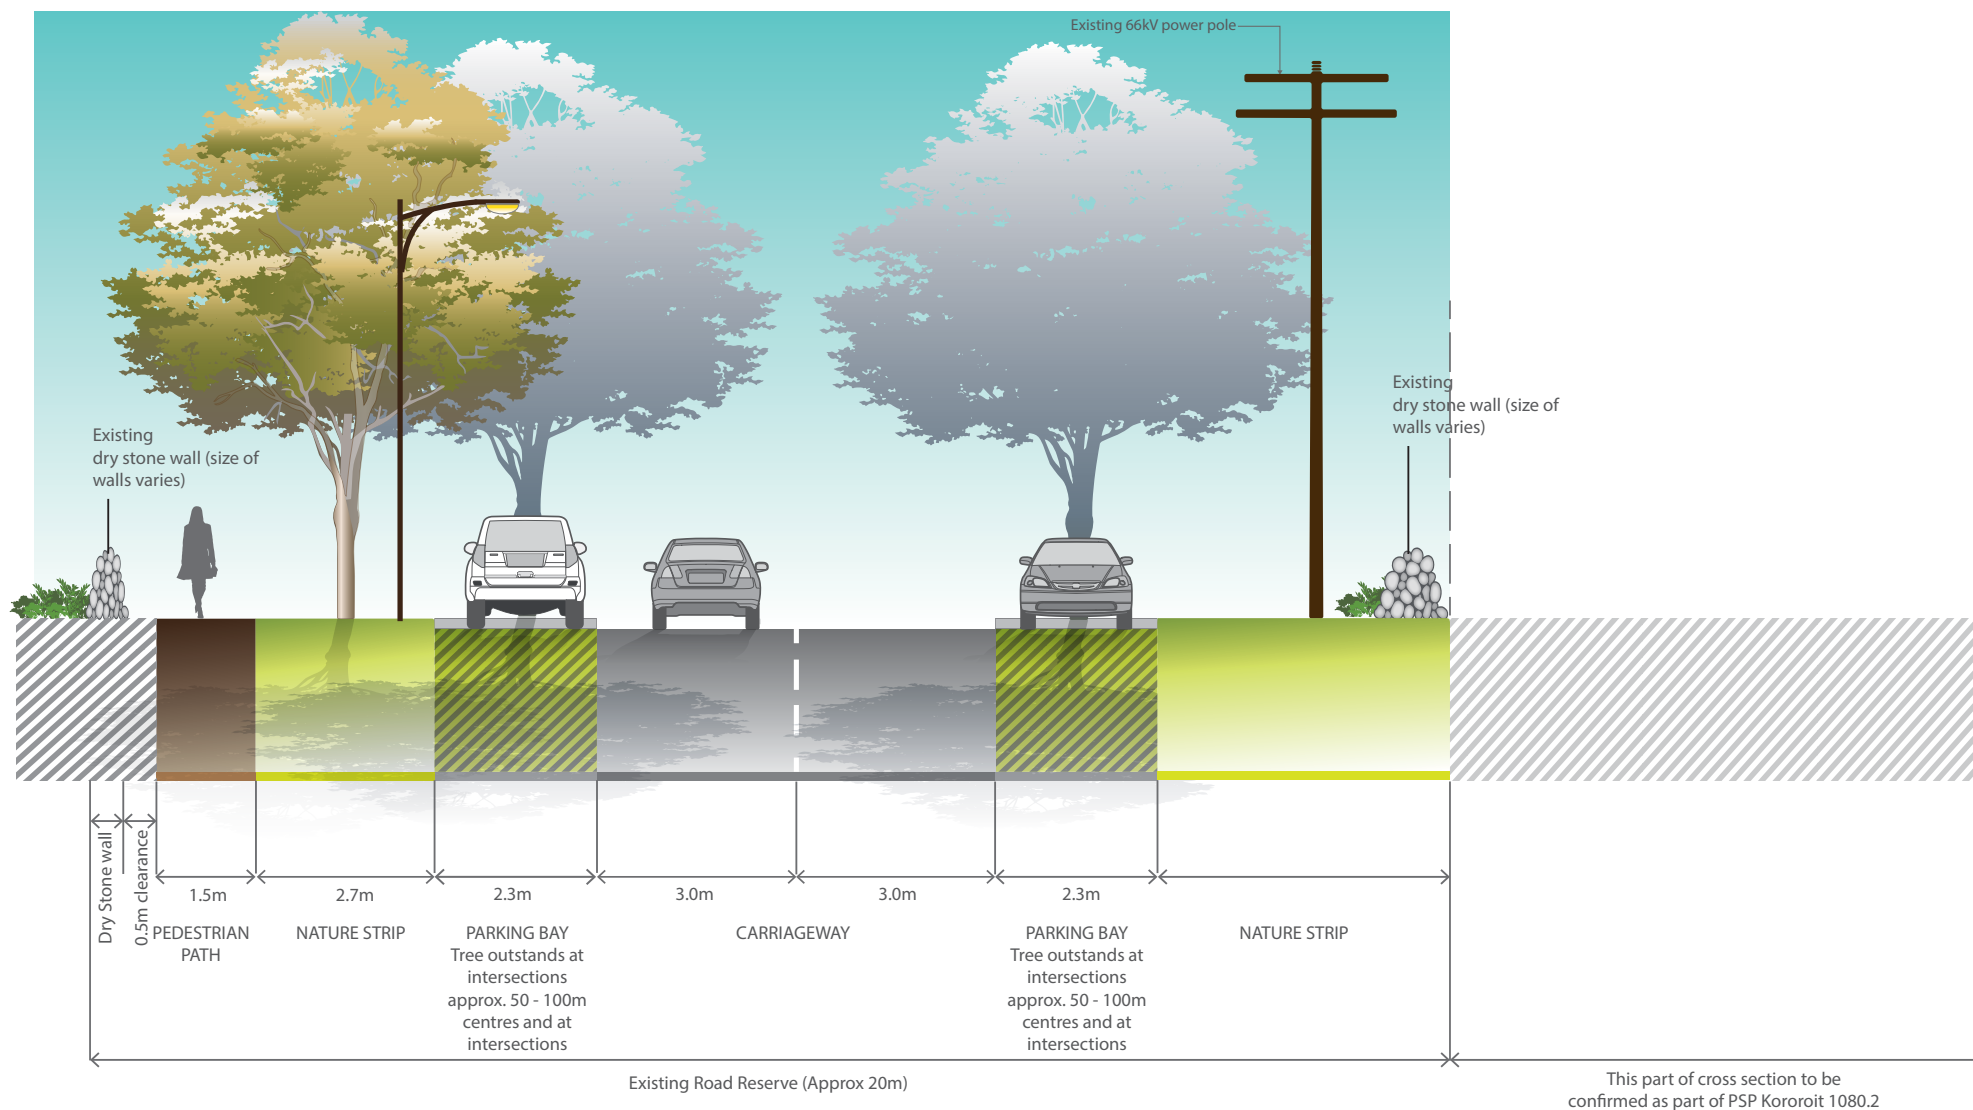 Existing 66kV power pole
Existing
dry stone wall (size of
walls varies)
Existing
dry stone wall (size of
walls varies)
Dry Stone wall
0.5m clearance
1.5m
2.7m
2.3m
3.0m
3.0m
2.3m
PEDESTRIAN
PATH
NATURE STRIP
PARKING BAY
Tree outstands at
intersections
approx. 50 - 100m
centres and at
intersections
CARRIAGEWAY
PARKING BAY
Tree outstands at
intersections
approx. 50 - 100m
centres and at
intersections
NATURE STRIP
Existing Road Reserve (Approx 20m)
This part of cross section to be
confirmed as part of PSP Kororoit 1080.2